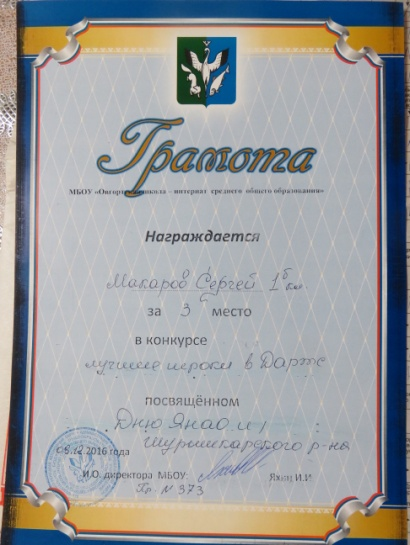 Грамота
МБОУ «Овгортская школа - интернат среднего общего образования»
Награждается
Макаров Сергей 1б кл.
за 3 место
в конкурсе
лучшие игроки в Дартс
посвящённом
Дню Янао и
Шурышкарского р-на
09.12.2016 года
И.О. директора МБОУ: Яхно И.И
Пр. № 373